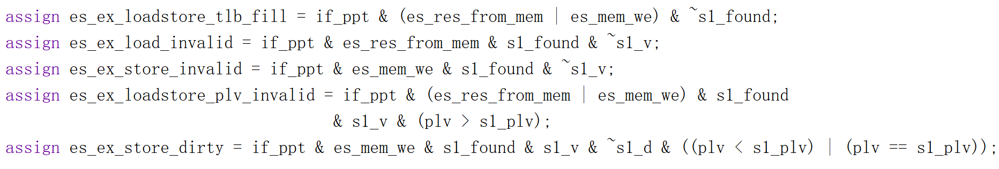 assign es_ex_loadstore_tlb_fill = if_ppt & (es_res_from_mem | es_mem_we) & ~s1_found;
assign es_ex_load_invalid = if_ppt & es_res_from_mem & s1_found & ~s1_v;
assign es_ex_store_invalid = if_ppt & es_mem_we & s1_found & ~s1_v;
assign es_ex_loadstore_plv_invalid = if_ppt & (es_res_from_mem | es_mem_we) & s1_found
& s1_v & (plv > s1_plv);
assign es_ex_store_dirty = if_ppt & es_mem_we & s1_found & s1_v & ~s1_d & ((plv < s1_plv) | (plv == s1_plv));